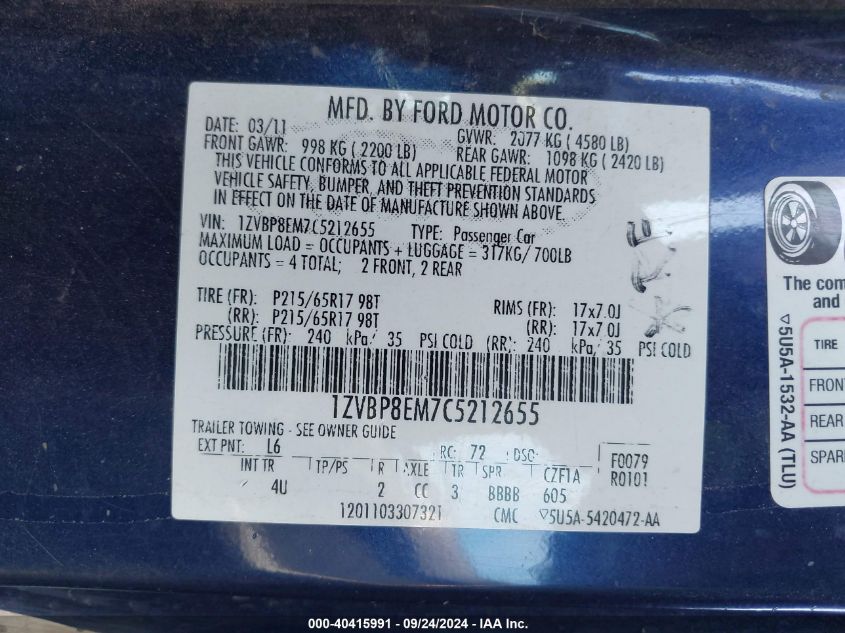 MFD. BY FORD MOTOR CO.
DATE: 03/11 GVWR: 2077 KG ( 4580 LB)
FRONT GAWR: 998 KG ( 2200 LB) REAR GAWR: 1098 KG ( 2420 LB)
THIS VEHICLE CONFORMS TO ALL APPLICABLE FEDERAL MOTOR
VEHICLE SAFETY, BUMPER, AND THEFT PREVENTION STANDARDS
IN EFFECT ON THE DATE OF MANUFACTURE SHOWN ABOVE.
VIN: 1ZVBP8EM7C5212655 TYPE: Passenger Car
MAXIMUM LOAD = OCCUPANTS + LUGGAGE = 317KG/ 700LB
OCCUPANTS = 4 TOTAL; 2 FRONT, 2 REAR
TIRE (FR): P215/65R17 98T RIMS (FR): 17x7.0J
(RR): P215/65R17 98T (RR): 17x7.0J
PRESSURE (FR): 240 kPa/ 35 PSI COLD (RR): 240 kPa/ 35 PSI COLD
1ZVBP8EM7C5212655
TRAILER TOWING - SEE OWNER GUIDE
EXT PNT: L6 RC: 72 DSO: F0079
INT TR TP/PS R AXLE TR SPR CZF1A R0101
4U 2 CC 3 BBBB 605
1201103307321 CMC ▽5U5A-5420472-AA
The com
and
▽5U5A-1532-AA (TLU)
TIRE
FRON
REAR
SPAR
000-40415991 - 09/24/2024 - IAA Inc.